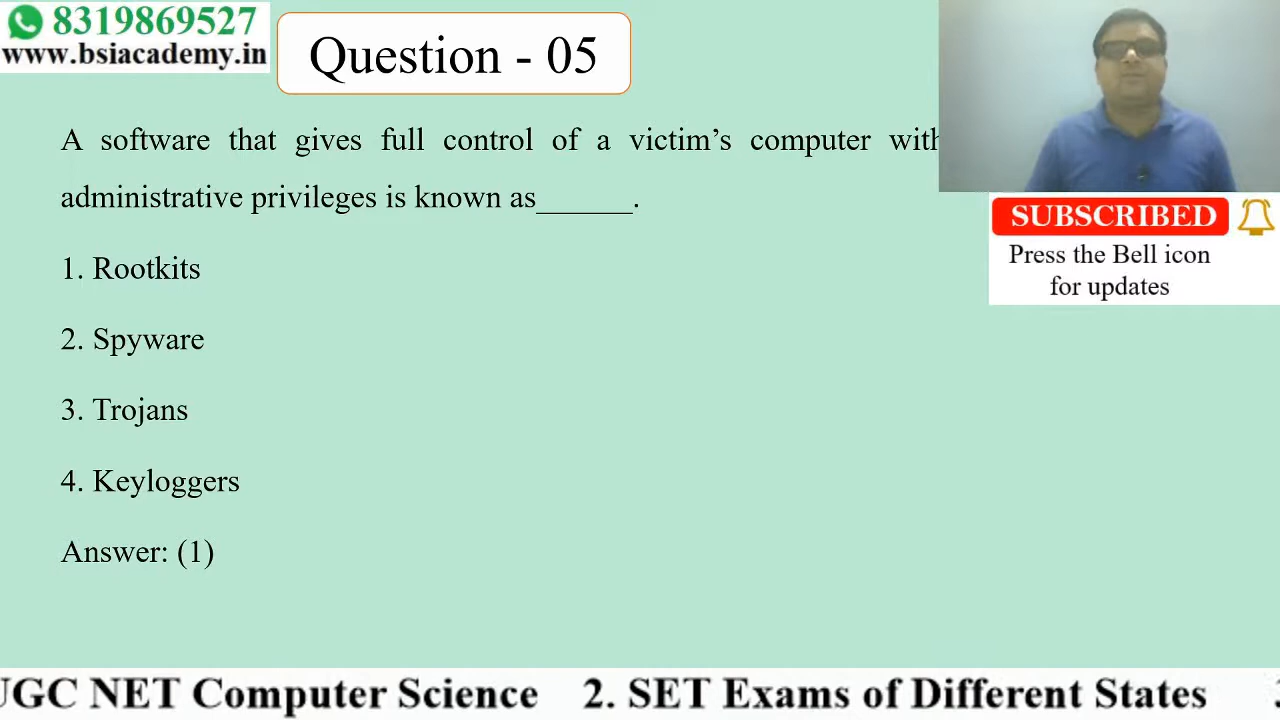 8319869527
www.bsiacademy.in
Question - 05
A software that gives full control of a victim’s computer with
administrative privileges is known as______.
1. Rootkits
2. Spyware
3. Trojans
4. Keyloggers
Answer: (1)
SUBSCRIBED
Press the Bell icon
for updates
UGC NET Computer Science 2. SET Exams of Different States